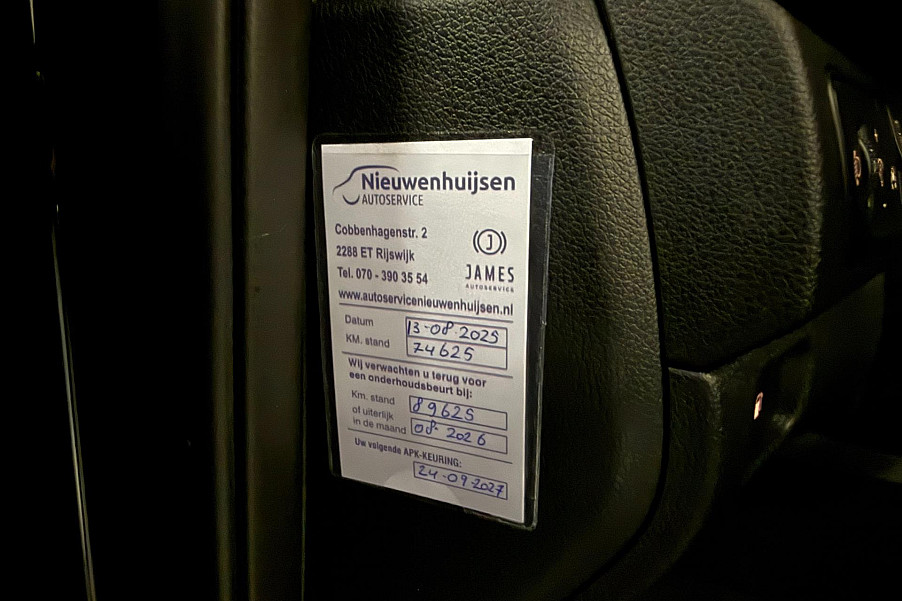 Nieuwenhuijsen
AUTOSERVICE
Cobbenhagenstr. 2
2288 ET Rijswijk
Tel. 070 - 390 35 54
J
JAMES
AUTOSERVICE
www.autoservicenieuwenhuijsen.nl
Datum 13-08-2025
KM. stand 74625
Wij verwachten u terug voor
een onderhoudsbeurt bij:
Km. stand 89625
of uiterlijk
in de maand 08-2026
Uw volgende APK-KEURING:
24-09-2027